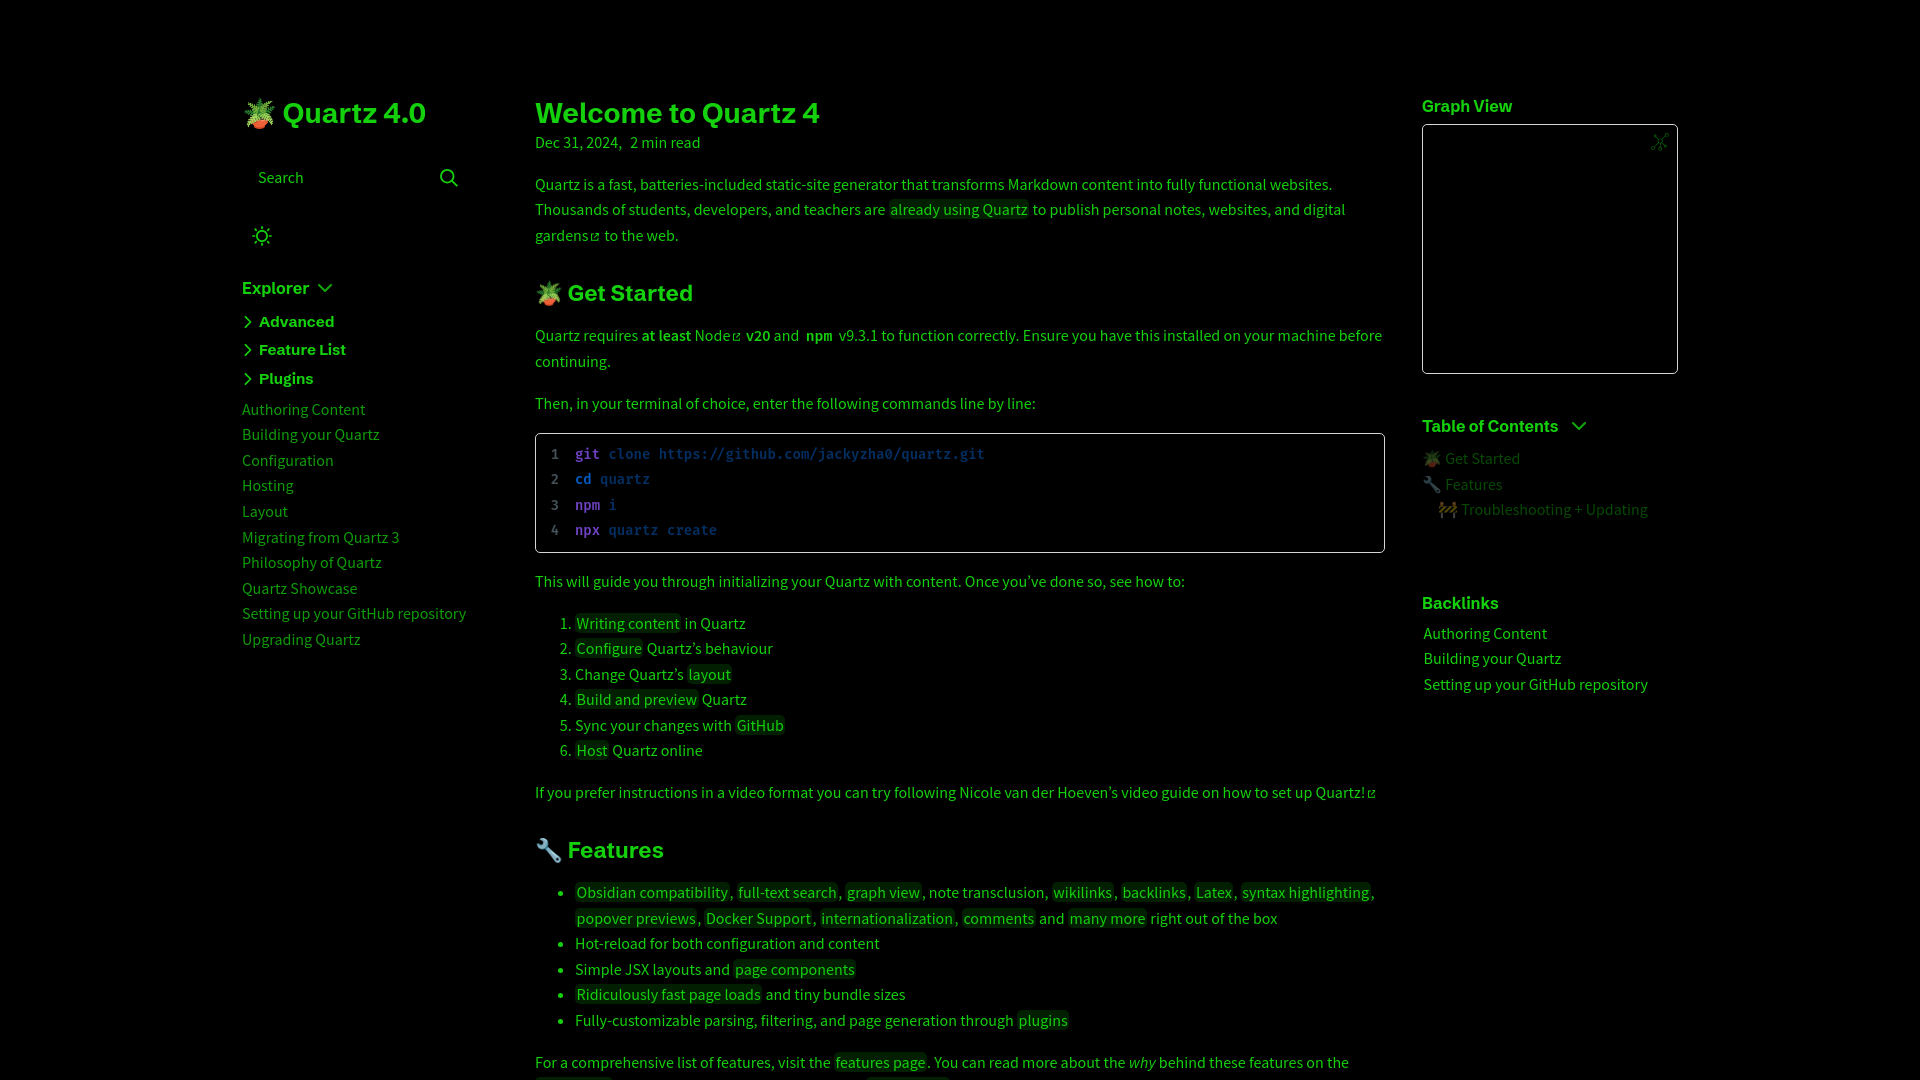 Quartz 4.0
Search
Explorer
Advanced
Feature List
Plugins
Authoring Content
Building your Quartz
Configuration
Hosting
Layout
Migrating from Quartz 3
Philosophy of Quartz
Quartz Showcase
Setting up your GitHub repository
Upgrading Quartz
Welcome to Quartz 4
Dec 31, 2024, 2 min read
Quartz is a fast, batteries-included static-site generator that transforms Markdown content into fully functional websites.
Thousands of students, developers, and teachers are already using Quartz to publish personal notes, websites, and digital
gardens to the web.
🪴 Get Started
Quartz requires at least Node v20 and npm v9.3.1 to function correctly. Ensure you have this installed on your machine before
continuing.
Then, in your terminal of choice, enter the following commands line by line:
1 git clone https://github.com/jackyzha0/quartz.git
2 cd quartz
3 npm i
4 npx quartz create
This will guide you through initializing your Quartz with content. Once you’ve done so, see how to:
1. Writing content in Quartz
2. Configure Quartz’s behaviour
3. Change Quartz’s layout
4. Build and preview Quartz
5. Sync your changes with GitHub
6. Host Quartz online
If you prefer instructions in a video format you can try following Nicole van der Hoeven’s video guide on how to set up Quartz!
🔧 Features
• Obsidian compatibility, full-text search, graph view, note transclusion, wikilinks, backlinks, Latex, syntax highlighting,
popover previews, Docker Support, internationalization, comments and many more right out of the box
• Hot-reload for both configuration and content
• Simple JSX layouts and page components
• Ridiculously fast page loads and tiny bundle sizes
• Fully-customizable parsing, filtering, and page generation through plugins
For a comprehensive list of features, visit the features page. You can read more about the why behind these features on the
Graph View
Table of Contents
🪴 Get Started
🔧 Features
🚧 Troubleshooting + Updating
Backlinks
Authoring Content
Building your Quartz
Setting up your GitHub repository